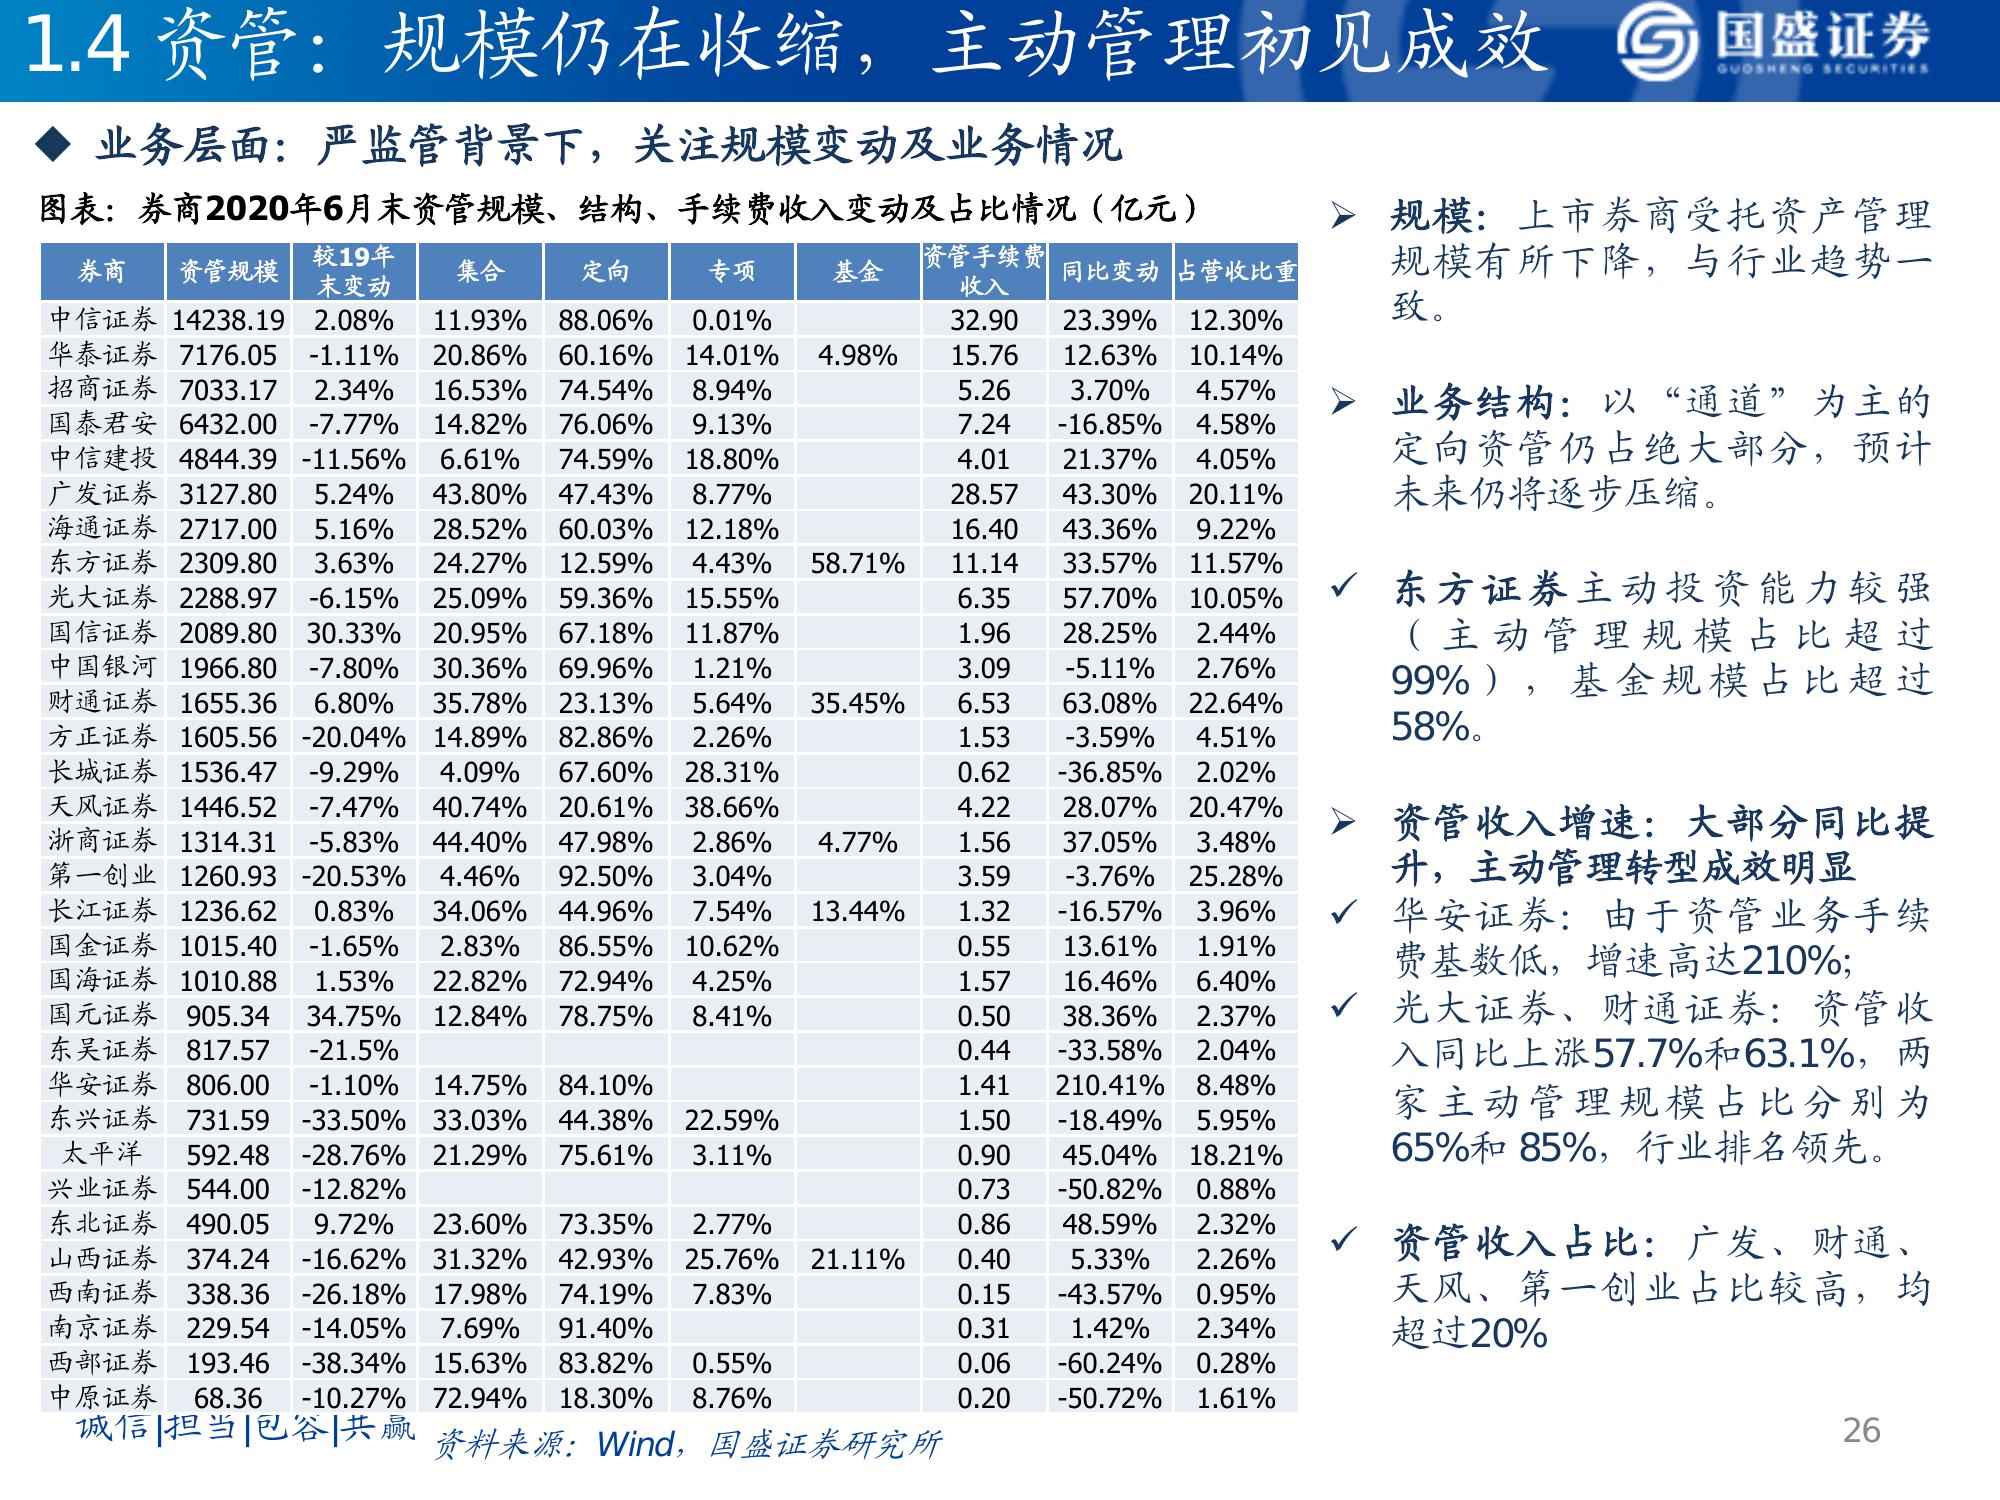 1.4 资管：规模仍在收缩，主动管理初见成效
国盛证券
GUOSHENG SECURITIES
业务层面：严监管背景下，关注规模变动及业务情况
图表：券商2020年6月末资管规模、结构、手续费收入变动及占比情况（亿元）
券商 资管规模 较19年末变动 集合 定向 专项 基金 资管手续费收入 同比变动 占营收比重
中信证券 14238.19 2.08% 11.93% 88.06% 0.01% 32.90 23.39% 12.30%
华泰证券 7176.05 -1.11% 20.86% 60.16% 14.01% 4.98% 15.76 12.63% 10.14%
招商证券 7033.17 2.34% 16.53% 74.54% 8.94% 5.26 3.70% 4.57%
国泰君安 6432.00 -7.77% 14.82% 76.06% 9.13% 7.24 -16.85% 4.58%
中信建投 4844.39 -11.56% 6.61% 74.59% 18.80% 4.01 21.37% 4.05%
广发证券 3127.80 5.24% 43.80% 47.43% 8.77% 28.57 43.30% 20.11%
海通证券 2717.00 5.16% 28.52% 60.03% 12.18% 16.40 43.36% 9.22%
东方证券 2309.80 3.63% 24.27% 12.59% 4.43% 58.71% 11.14 33.57% 11.57%
光大证券 2288.97 -6.15% 25.09% 59.36% 15.55% 6.35 57.70% 10.05%
国信证券 2089.80 30.33% 20.95% 67.18% 11.87% 1.96 28.25% 2.44%
中国银河 1966.80 -7.80% 30.36% 69.96% 1.21% 3.09 -5.11% 2.76%
财通证券 1655.36 6.80% 35.78% 23.13% 5.64% 35.45% 6.53 63.08% 22.64%
方正证券 1605.56 -20.04% 14.89% 82.86% 2.26% 1.53 -3.59% 4.51%
长城证券 1536.47 -9.29% 4.09% 67.60% 28.31% 0.62 -36.85% 2.02%
天风证券 1446.52 -7.47% 40.74% 20.61% 38.66% 4.22 28.07% 20.47%
浙商证券 1314.31 -5.83% 44.40% 47.98% 2.86% 4.77% 1.56 37.05% 3.48%
第一创业 1260.93 -20.53% 4.46% 92.50% 3.04% 3.59 -3.76% 25.28%
长江证券 1236.62 0.83% 34.06% 44.96% 7.54% 13.44% 1.32 -16.57% 3.96%
国金证券 1015.40 -1.65% 2.83% 86.55% 10.62% 0.55 13.61% 1.91%
国海证券 1010.88 1.53% 22.82% 72.94% 4.25% 1.57 16.46% 6.40%
国元证券 905.34 34.75% 12.84% 78.75% 8.41% 0.50 38.36% 2.37%
东吴证券 817.57 -21.5% 0.44 -33.58% 2.04%
华安证券 806.00 -1.10% 14.75% 84.10% 1.41 210.41% 8.48%
东兴证券 731.59 -33.50% 33.03% 44.38% 22.59% 1.50 -18.49% 5.95%
太平洋 592.48 -28.76% 21.29% 75.61% 3.11% 0.90 45.04% 18.21%
兴业证券 544.00 -12.82% 0.73 -50.82% 0.88%
东北证券 490.05 9.72% 23.60% 73.35% 2.77% 0.86 48.59% 2.32%
山西证券 374.24 -16.62% 31.32% 42.93% 25.76% 21.11% 0.40 5.33% 2.26%
西南证券 338.36 -26.18% 17.98% 74.19% 7.83% 0.15 -43.57% 0.95%
南京证券 229.54 -14.05% 7.69% 91.40% 0.31 1.42% 2.34%
西部证券 193.46 -38.34% 15.63% 83.82% 0.55% 0.06 -60.24% 0.28%
中原证券 68.36 -10.27% 72.94% 18.30% 8.76% 0.20 -50.72% 1.61%
规模：上市券商受托资产管理
规模有所下降，与行业趋势一
致。
业务结构：以“通道”为主的
定向资管仍占绝大部分，预计
未来仍将逐步压缩。
东方证券主动投资能力较强
（主动管理规模占比超过
99%），基金规模占比超过
58%。
资管收入增速：大部分同比提
升，主动管理转型成效明显
华安证券：由于资管业务手续
费基数低，增速高达210%;
光大证券、财通证券：资管收
入同比上涨57.7%和63.1%，两
家主动管理规模占比分别为
65%和 85%，行业排名领先。
资管收入占比：广发、财通、
天风、第一创业占比较高，均
超过20%
诚信|担当|包容|共赢
资料来源：Wind，国盛证券研究所
26